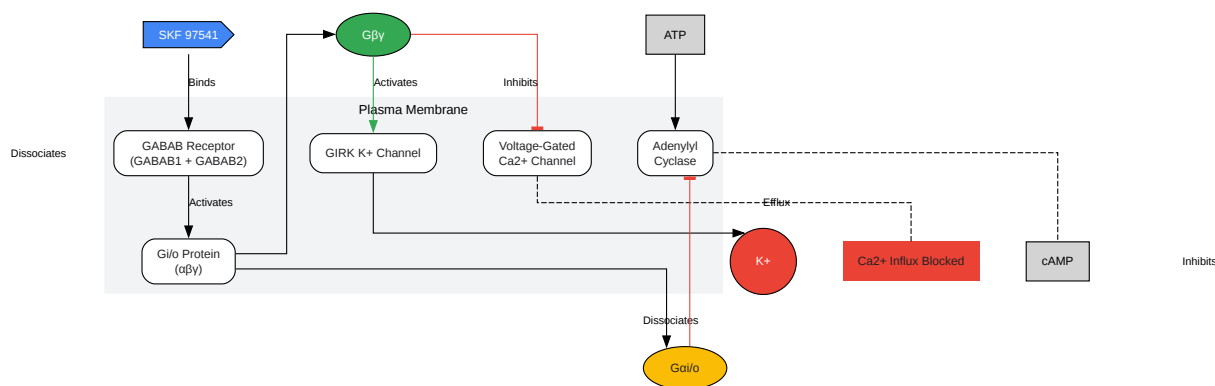 SKF 97541
Gβγ
ATP
Binds
Activates
Inhibits
Plasma Membrane
Dissociates
GABAB Receptor
(GABAB1 + GABAB2)
GIRK K+ Channel
Voltage-Gated
Ca2+ Channel
Adenylyl
Cyclase
Activates
Efflux
Gi/o Protein
(αβγ)
K+
Ca2+ Influx Blocked
cAMP
Inhibits
Dissociates
Gαi/o